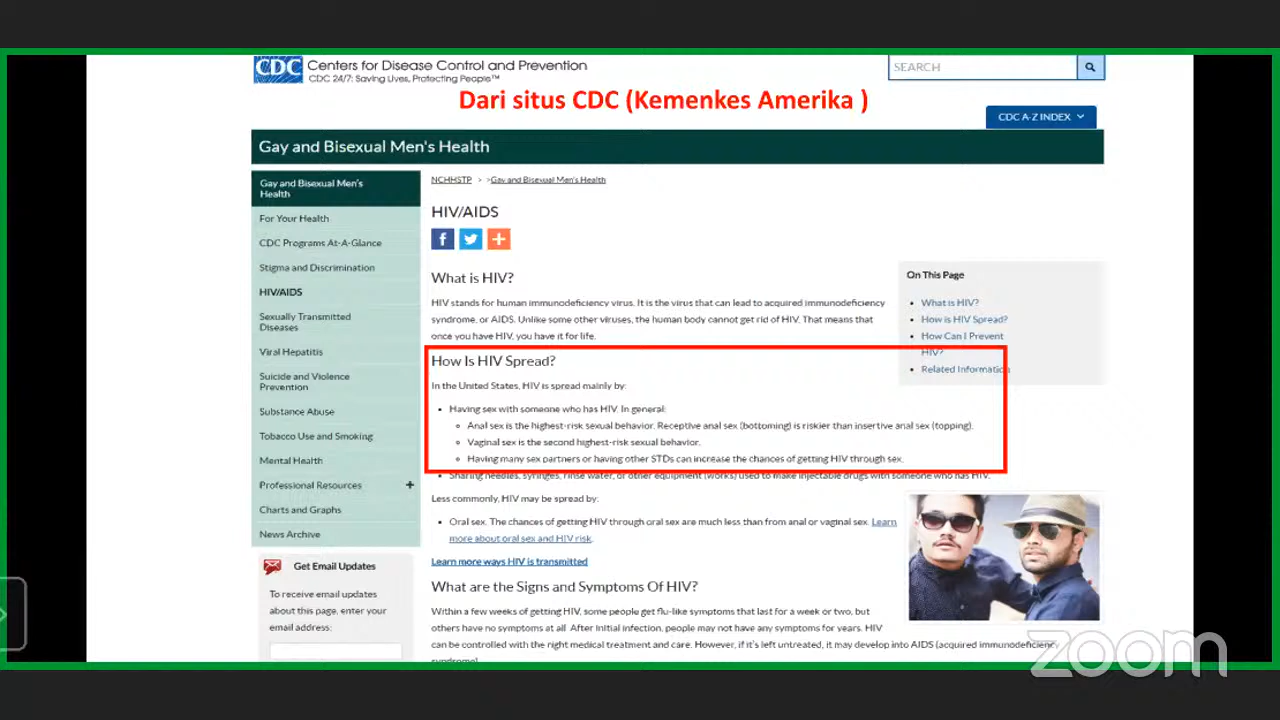 CDC Centers for Disease Control and Prevention
SEARCH
CDC 24/7: Saving Lives, Protecting People™
Dari situs CDC (Kemenkes Amerika )
CDC A-Z INDEX
Gay and Bisexual Men's Health
Gay and Bisexual Men's
Health
For Your Health
CDC Programs At-A-Glance
Stigma and Discrimination
HIV/AIDS
Sexually Transmitted
Diseases
Viral Hepatitis
Suicide and Violence
Prevention
Substance Abuse
Tobacco Use and Smoking
Mental Health
Professional Resources +
Charts and Graphs
News Archive
Get Email Updates
To receive email updates
about this page, enter your
email address:
NCHHSTP > >Gay and Bisexual Men's Health
HIV/AIDS
What is HIV?
HIV stands for human immunodeficiency virus. It is the virus that can lead to acquired immunodeficiency
syndrome, or AIDS. Unlike some other viruses, the human body cannot get rid of HIV. That means that
once you have HIV, you have it for life.
How Is HIV Spread?
In the United States, HIV is spread mainly by:
• Having sex with someone who has HIV. In general:
Anal sex is the highest-risk sexual behavior. Receptive anal sex (bottoming) is riskier than insertive anal sex (topping).
Vaginal sex is the second highest-risk sexual behavior.
Having many sex partners or having other STDs can increase the chances of getting HIV through sex.
• Sharing needles, syringes, rinse water, or other equipment (works) used to make injectable drugs with someone who has HIV.
Less commonly, HIV may be spread by:
• Oral sex. The chances of getting HIV through oral sex are much less than from anal or vaginal sex. Learn
more about oral sex and HIV risk.
Learn more ways HIV is transmitted
What are the Signs and Symptoms Of HIV?
Within a few weeks of getting HIV, some people get flu-like symptoms that last for a week or two, but
others have no symptoms at all. After initial infection, people may not have any symptoms for years. HIV
can be controlled with the right medical treatment and care. However, if it's left untreated, it may develop into AIDS (acquired immunodeficiency
syndrome).
On This Page
• What is HIV?
• How is HIV Spread?
• How Can I Prevent
HIV?
• Related Information
zoom